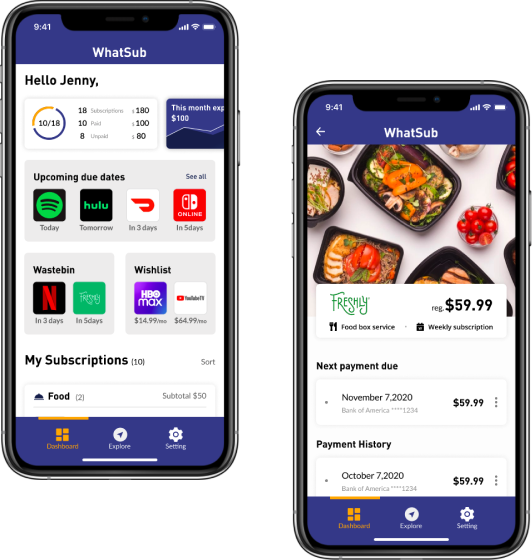 9:41
WhatSub
Hello Jenny,
10/18
18 Subscriptions $180
10 Paid $100
8 Unpaid $80
This month exp
$100
Upcoming due dates See all
hulu
ONLINE
Today Tomorrow In 3 days In 5days
Wastebin
FRESHLY
In 3 days In 5days
Wishlist
HBO
max
YouTubeTV
$14.99/mo $64.99/mo
My Subscriptions (10) Sort
Food (2) Subtotal $50
Dashboard Explore Setting
9:41
WhatSub
FRESHLY
reg. $59.99
Food box service · Weekly subscription
Next payment due
November 7,2020
Bank of America ****1234
$59.99
Payment History
October 7,2020
Bank of America ****1234
$59.99
Dashboard Explore Setting